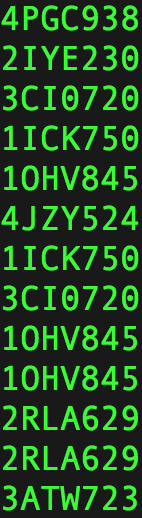 4PGC938
2IYE230
3CIO720
1ICK750
1OHV845
4JZY524
1ICK750
3CIO720
1OHV845
1OHV845
2RLA629
2RLA629
3ATW723